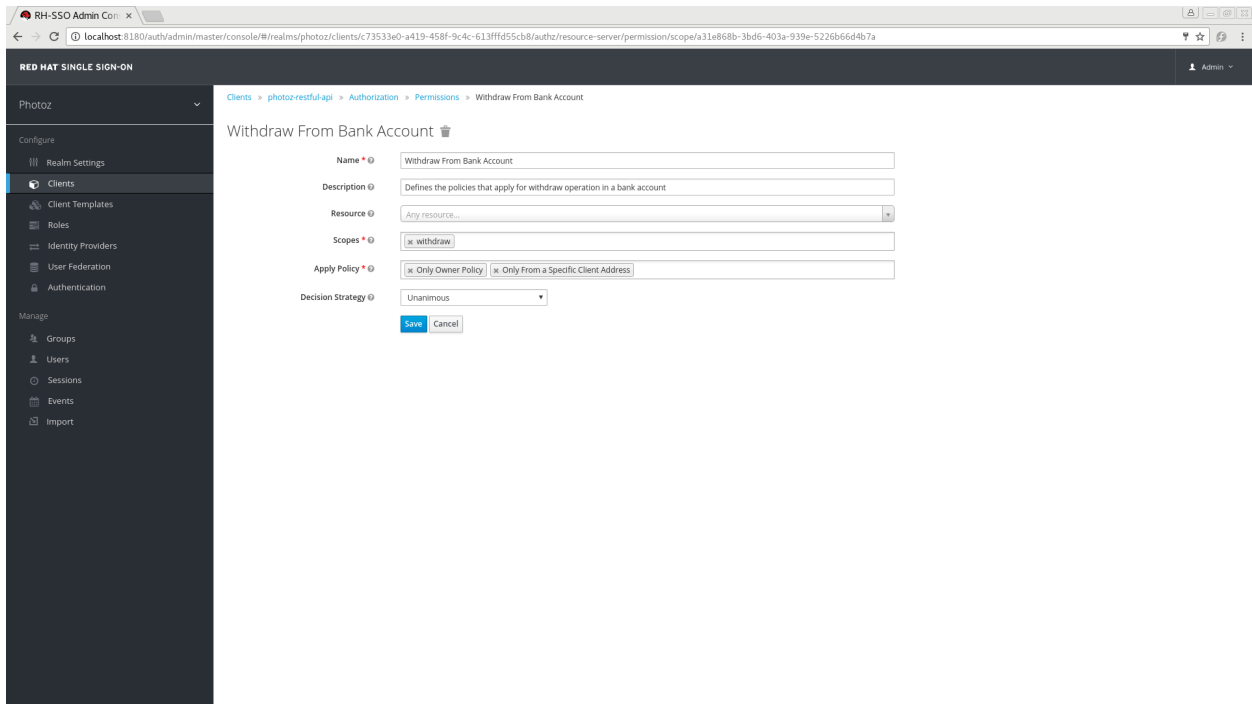 RH-SSO Admin Con
localhost:8180/auth/admin/master/console/#/realms/photoz/clients/c73533e0-a419-458f-9c4c-613fffd55cb8/authz/resource-server/permission/scope/a31e868b-3bd6-403a-939e-5226b66d4b7a
RED HAT SINGLE SIGN-ON
Admin
Photoz
Clients » photoz-restful-api » Authorization » Permissions » Withdraw From Bank Account
Withdraw From Bank Account
Configure
Realm Settings
Clients
Client Templates
Roles
Identity Providers
User Federation
Authentication
Manage
Groups
Users
Sessions
Events
Import
Name *
Withdraw From Bank Account
Description
Defines the policies that apply for withdraw operation in a bank account
Resource
Any resource...
Scopes *
withdraw
Apply Policy *
Only Owner Policy
Only From a Specific Client Address
Decision Strategy
Unanimous
Save
Cancel